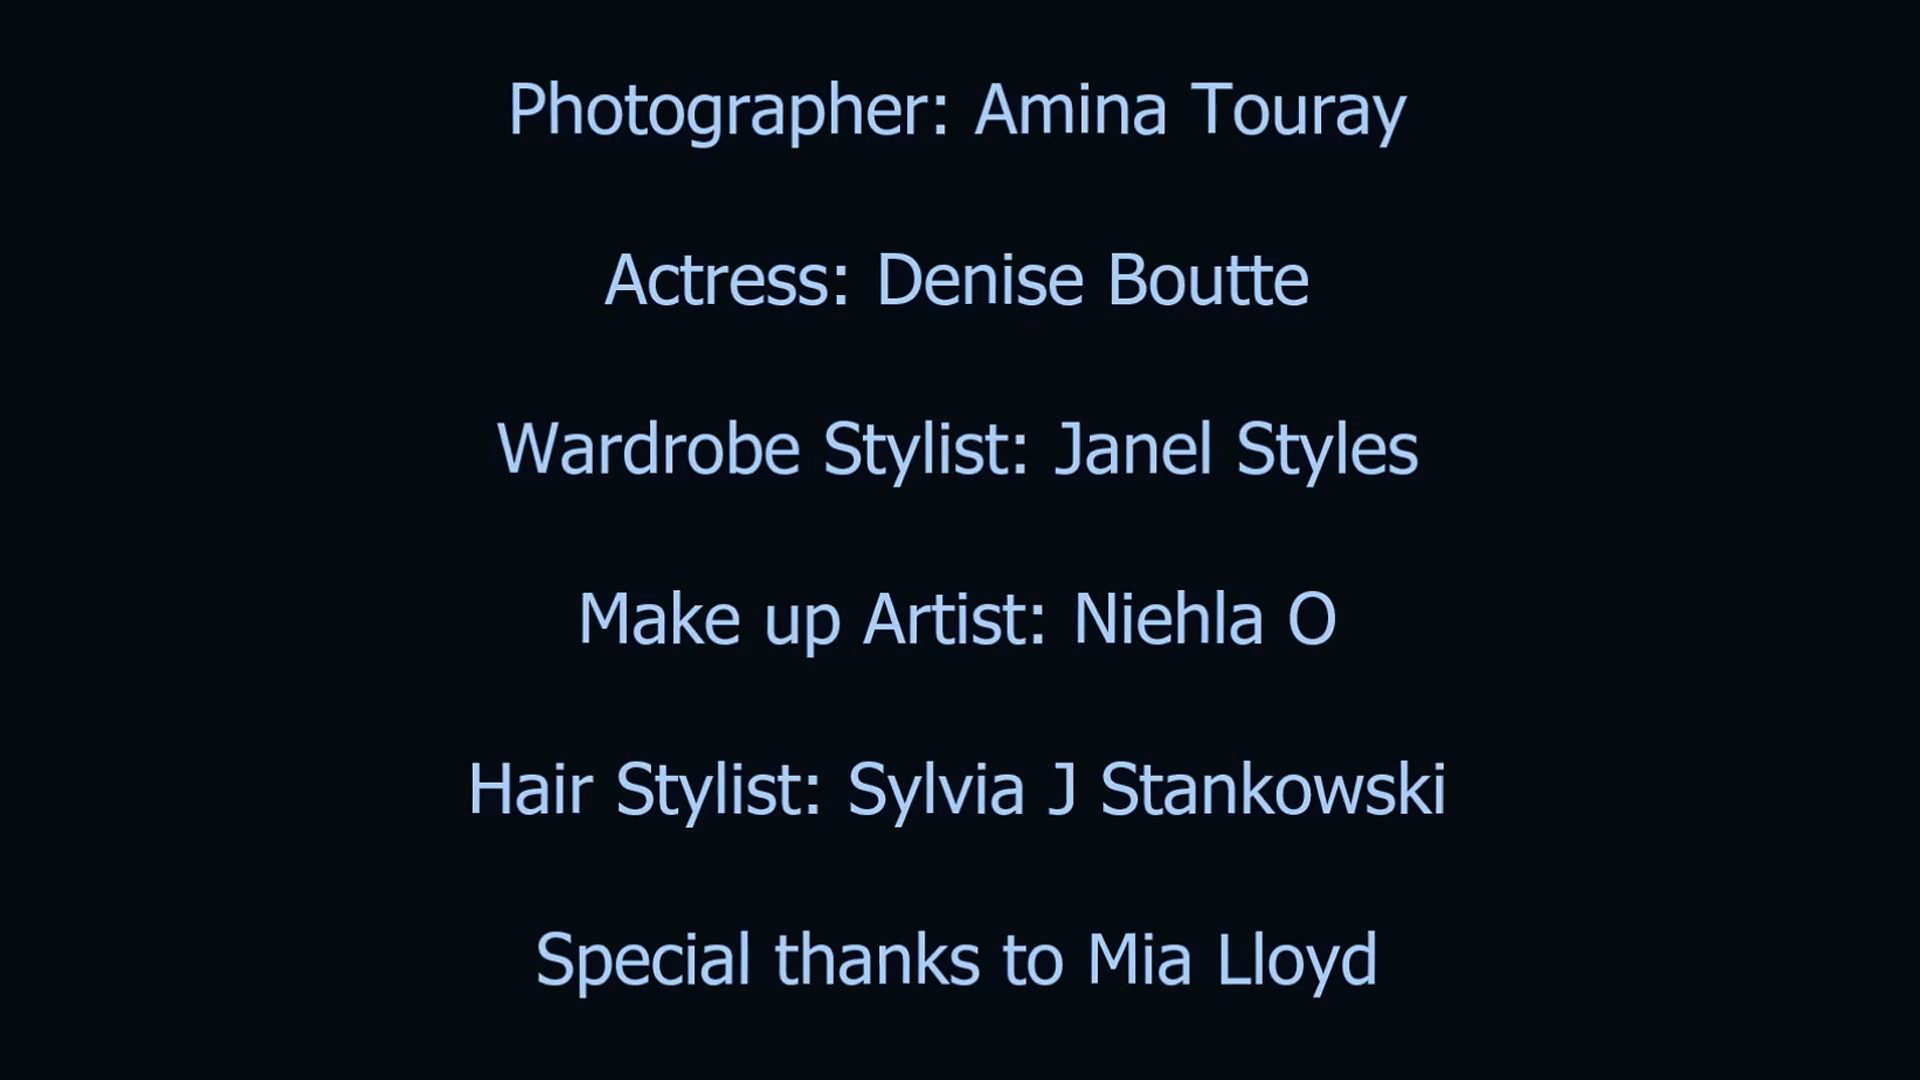 Photographer: Amina Touray
Actress: Denise Boutte
Wardrobe Stylist: Janel Styles
Make up Artist: Niehla O
Hair Stylist: Sylvia J Stankowski
Special thanks to Mia Lloyd